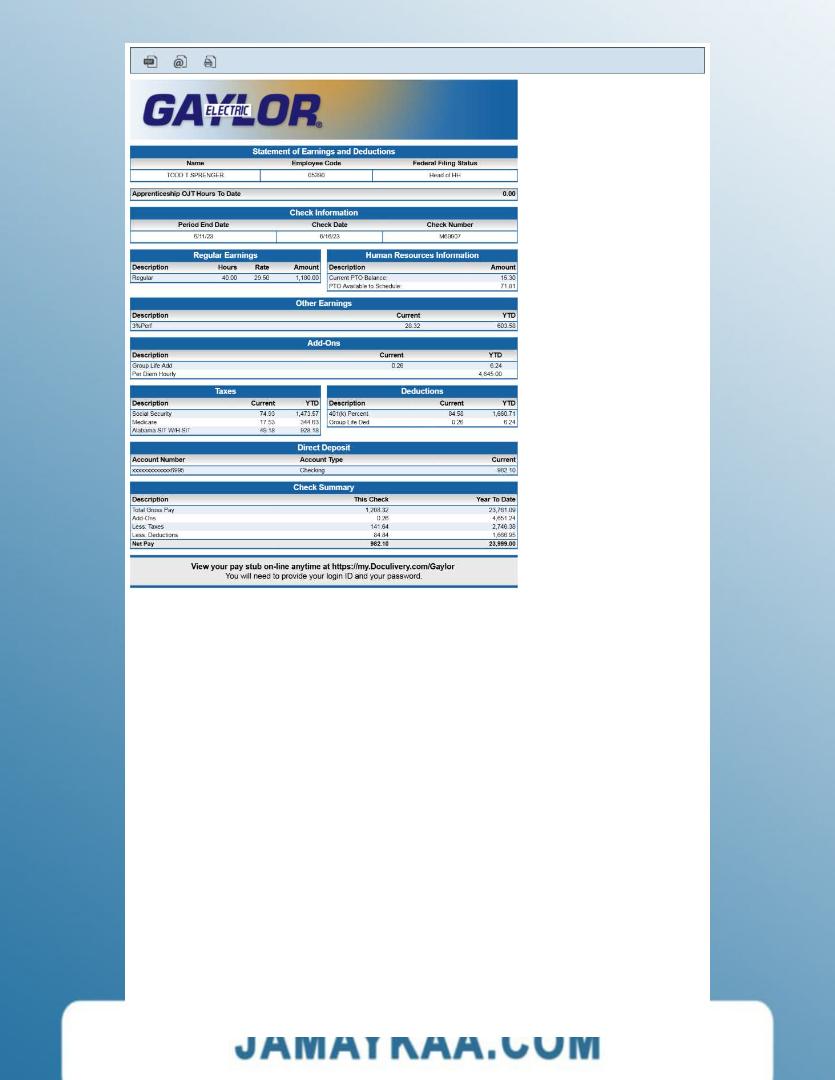 GAYLOR
ELECTRIC
Statement of Earnings and Deductions
Name Employee Code Federal Filing Status
TODD T SPRENGER Head of HH
Apprenticeship OJT Hours To Date 0.00
Check Information
Period End Date Check Date Check Number
6/11/23 6/16/23
Regular Earnings
Description Hours Rate Amount
Regular 40.00 29.50 1,180.00
Human Resources Information
Description Amount
Current PTO Balance: 15.30
PTO Available to Schedule:
Other Earnings
Description Current YTD
3%Perf 28.32 603.58
Add-Ons
Description Current YTD
Group Life Add 0.26 6.24
Per Diem Hourly 4,645.00
Taxes
Description Current YTD
Social Security 74.93 1,473.57
Medicare 17.53 344.63
Alabama SIT W/H-SIT 49.18 928.18
Deductions
Description Current YTD
401(k) Percent 84.58 1,660.71
Group Life Ded 0.26 6.24
Direct Deposit
Account Number Account Type Current
Checking 982.10
Check Summary
Description This Check Year To Date
Total Gross Pay 1,208.32 23,761.09
Add-Ons 0.26 4,651.24
Less: Taxes 141.64 2,746.38
Less: Deductions 84.84 1,666.95
Net Pay 982.10 23,999.00
View your pay stub on-line anytime at https://my.Doculivery.com/Gaylor
You will need to provide your login ID and your password.
JAMAYKAA.COM